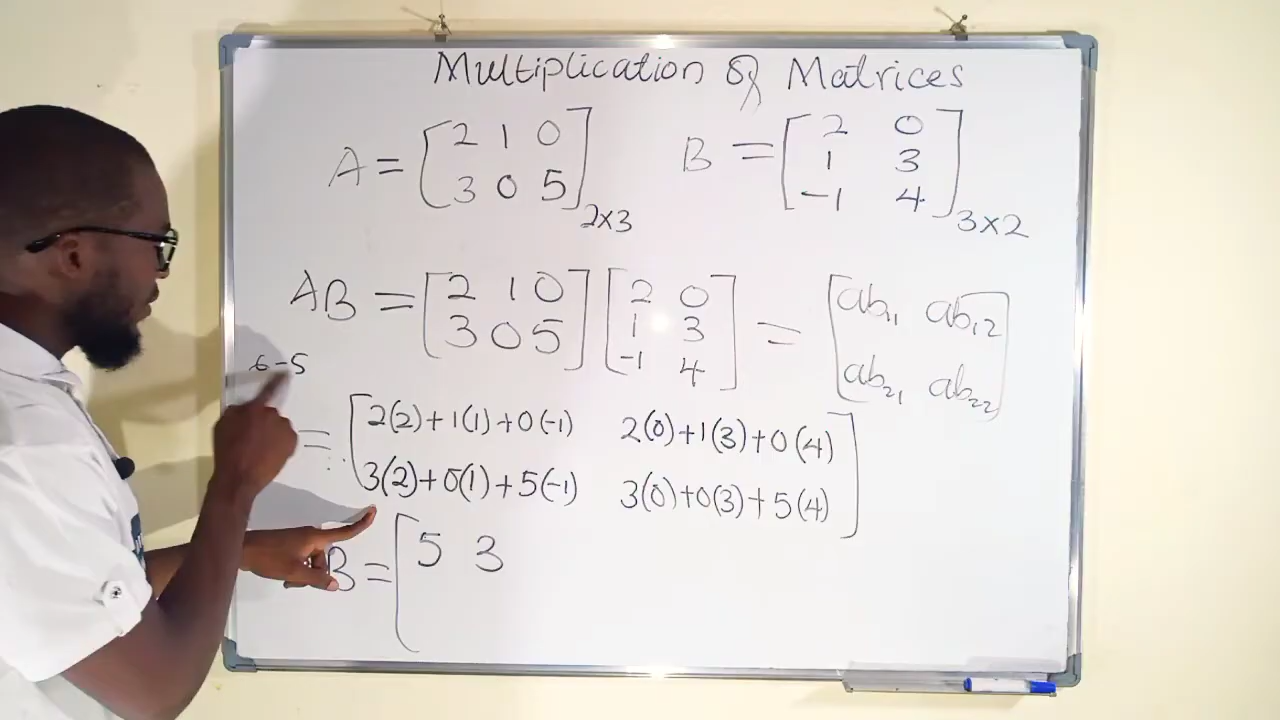 Multiplication of Matrices
A = [2 1 0
3 0 5]2x3
B = [2 0
1 3
-1 4]3x2
AB = [2 1 0
3 0 5] [2 0
1 3
-1 4] = [ab11 ab12
ab21 ab22]
6-5
= [2(2)+1(1)+0(-1) 2(0)+1(3)+0(4)
3(2)+0(1)+5(-1) 3(0)+0(3)+5(4)]
B = [5 3